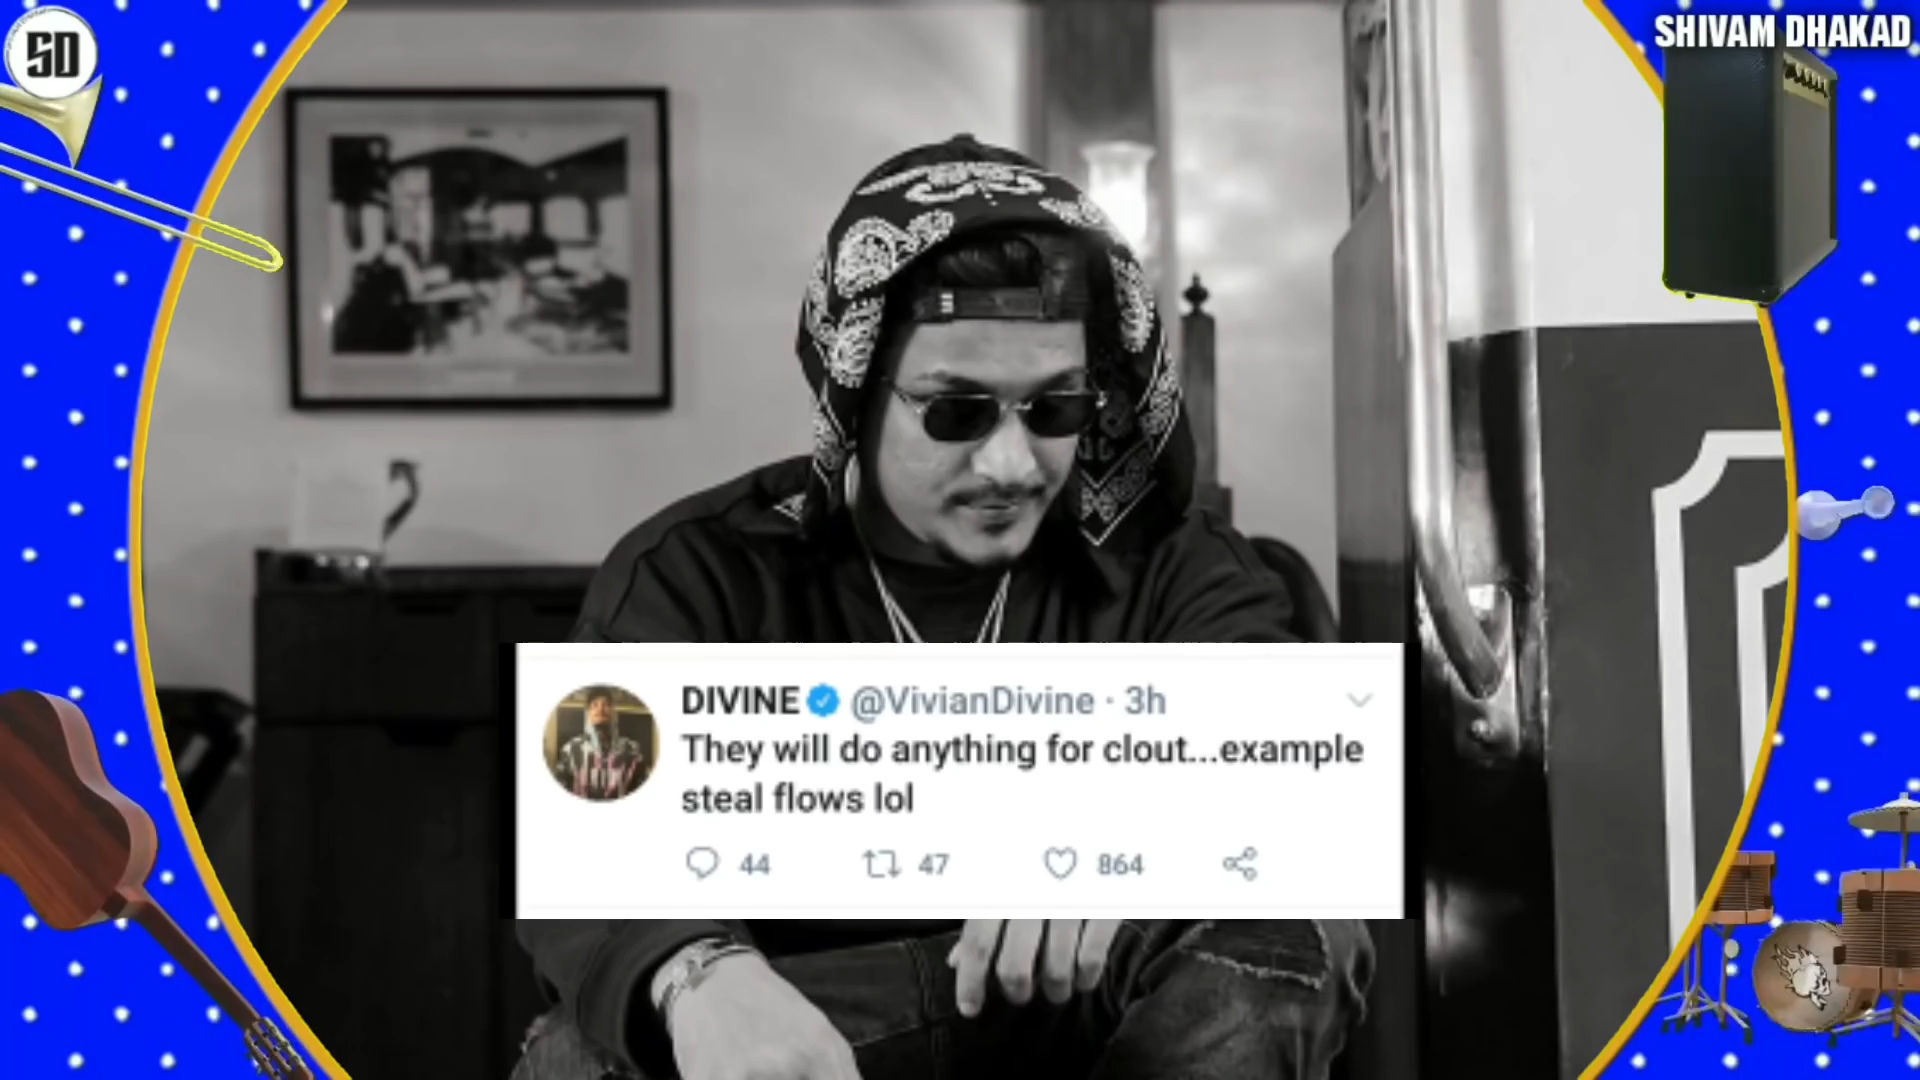 SD
SHIVAM DHAKAD
DIVINE @VivianDivine · 3h
They will do anything for clout...example
steal flows lol
44 47 864